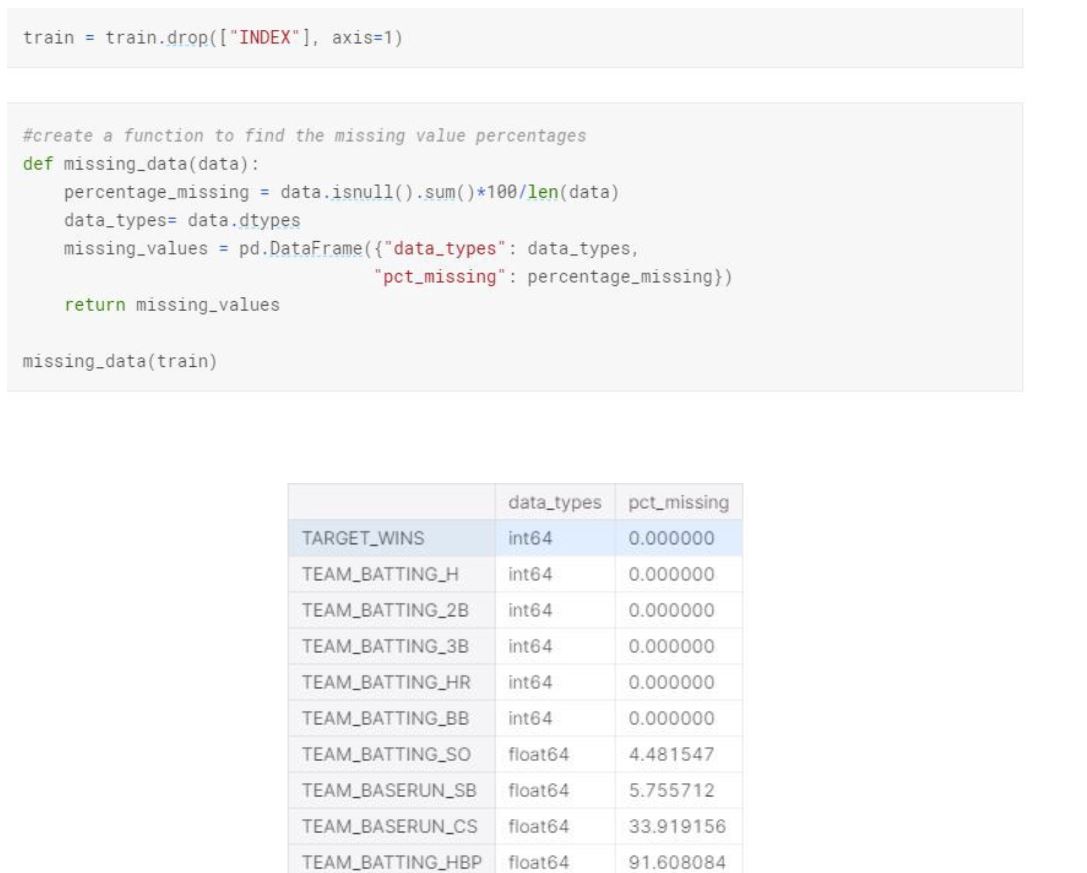 train = train.drop(["INDEX"], axis=1)
#create a function to find the missing value percentages
def missing_data(data):
    percentage_missing = data.isnull().sum()*100/len(data)
    data_types= data.dtypes
    missing_values = pd.DataFrame({"data_types": data_types,
                                  "pct_missing": percentage_missing})
    return missing_values
missing_data(train)
data_types pct_missing
TARGET_WINS int64 0.000000
TEAM_BATTING_H int64 0.000000
TEAM_BATTING_2B int64 0.000000
TEAM_BATTING_3B int64 0.000000
TEAM_BATTING_HR int64 0.000000
TEAM_BATTING_BB int64 0.000000
TEAM_BATTING_SO float64 4.481547
TEAM_BASERUN_SB float64 5.755712
TEAM_BASERUN_CS float64 33.919156
TEAM_BATTING_HBP float64 91.608084